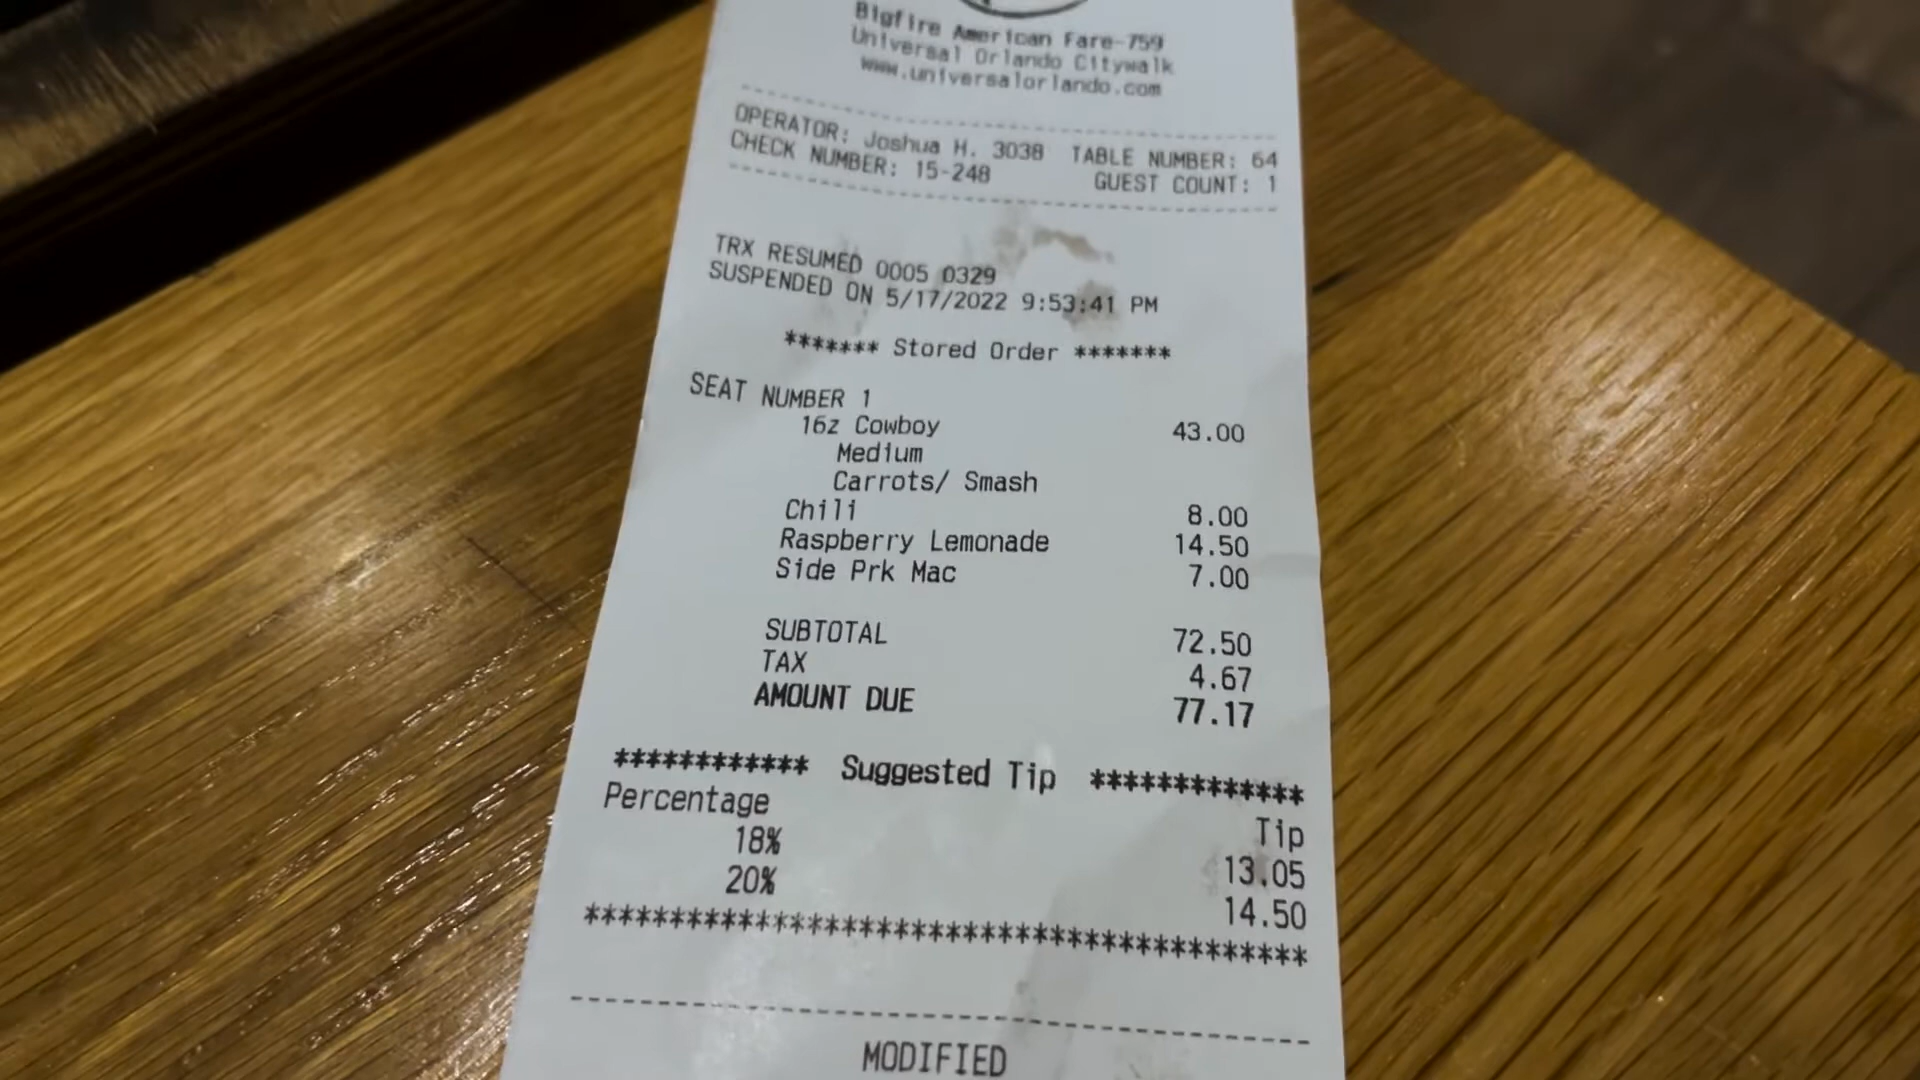 Bigfire American Fare-759
Universal Orlando Citywalk
www.universalorlando.com
OPERATOR: Joshua H. 3038 TABLE NUMBER: 64
CHECK NUMBER: 15-248 GUEST COUNT: 1
TRX RESUMED 0005 0329
SUSPENDED ON 5/17/2022 9:53:41 PM
******* Stored Order *******
SEAT NUMBER 1
16z Cowboy 43.00
Medium
Carrots/ Smash
Chili 8.00
Raspberry Lemonade 14.50
Side Prk Mac 7.00
SUBTOTAL 72.50
TAX 4.67
AMOUNT DUE 77.17
************ Suggested Tip *************
Percentage Tip
18% 13.05
20% 14.50
******************************************
MODIFIED